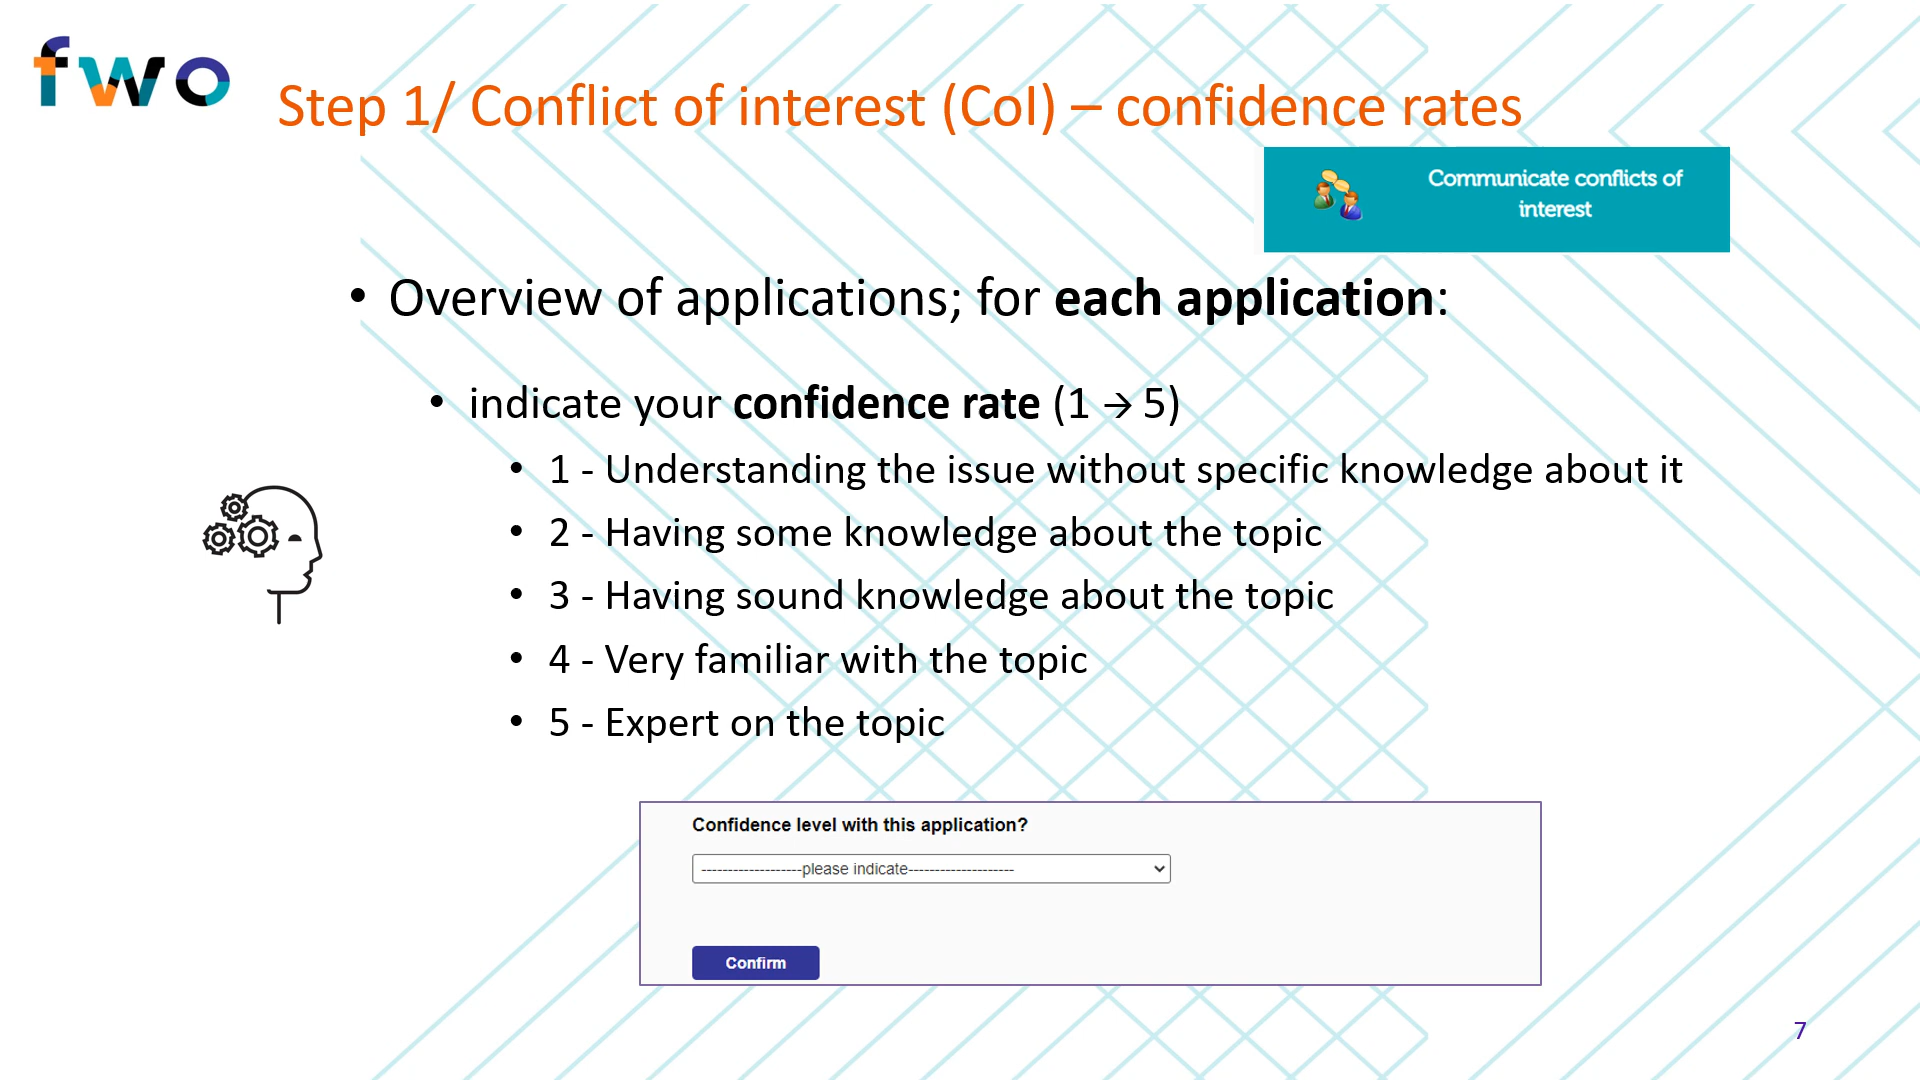 fwo
Step 1/ Conflict of interest (CoI) – confidence rates
Communicate conflicts of
interest
• Overview of applications; for each application:
• indicate your confidence rate (1 → 5)
• 1 - Understanding the issue without specific knowledge about it
• 2 - Having some knowledge about the topic
• 3 - Having sound knowledge about the topic
• 4 - Very familiar with the topic
• 5 - Expert on the topic
Confidence level with this application?
-------------------please indicate--------------------
Confirm
7